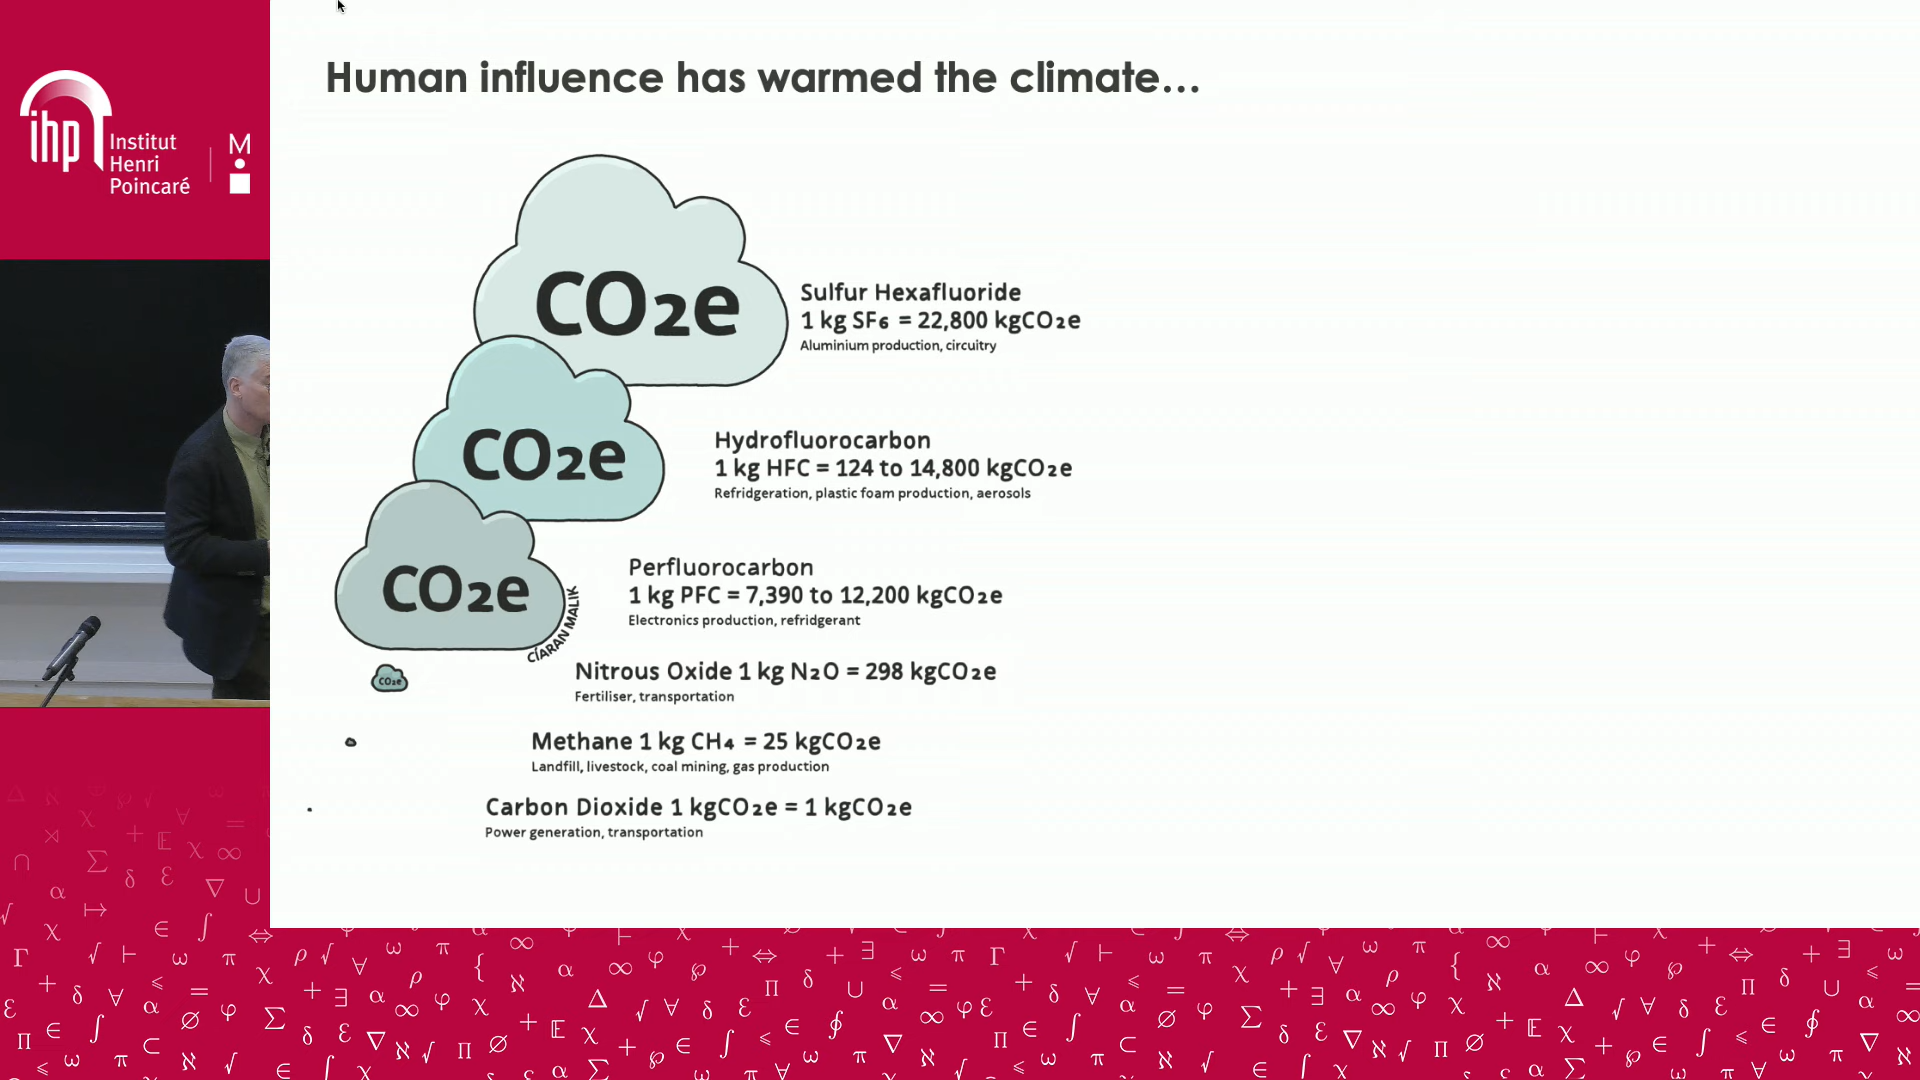 ihp
Institut
Henri
Poincaré
M
Human influence has warmed the climate...
CO2e
Sulfur Hexafluoride
1 kg SF6 = 22,800 kgCO2e
Aluminium production, circuitry
CO2e
Hydrofluorocarbon
1 kg HFC = 124 to 14,800 kgCO2e
Refridgeration, plastic foam production, aerosols
CO2e
CÍARAN MALIK
Perfluorocarbon
1 kg PFC = 7,390 to 12,200 kgCO2e
Electronics production, refridgerant
CO2e
Nitrous Oxide 1 kg N2O = 298 kgCO2e
Fertiliser, transportation
Methane 1 kg CH4 = 25 kgCO2e
Landfill, livestock, coal mining, gas production
Carbon Dioxide 1 kgCO2e = 1 kgCO2e
Power generation, transportation